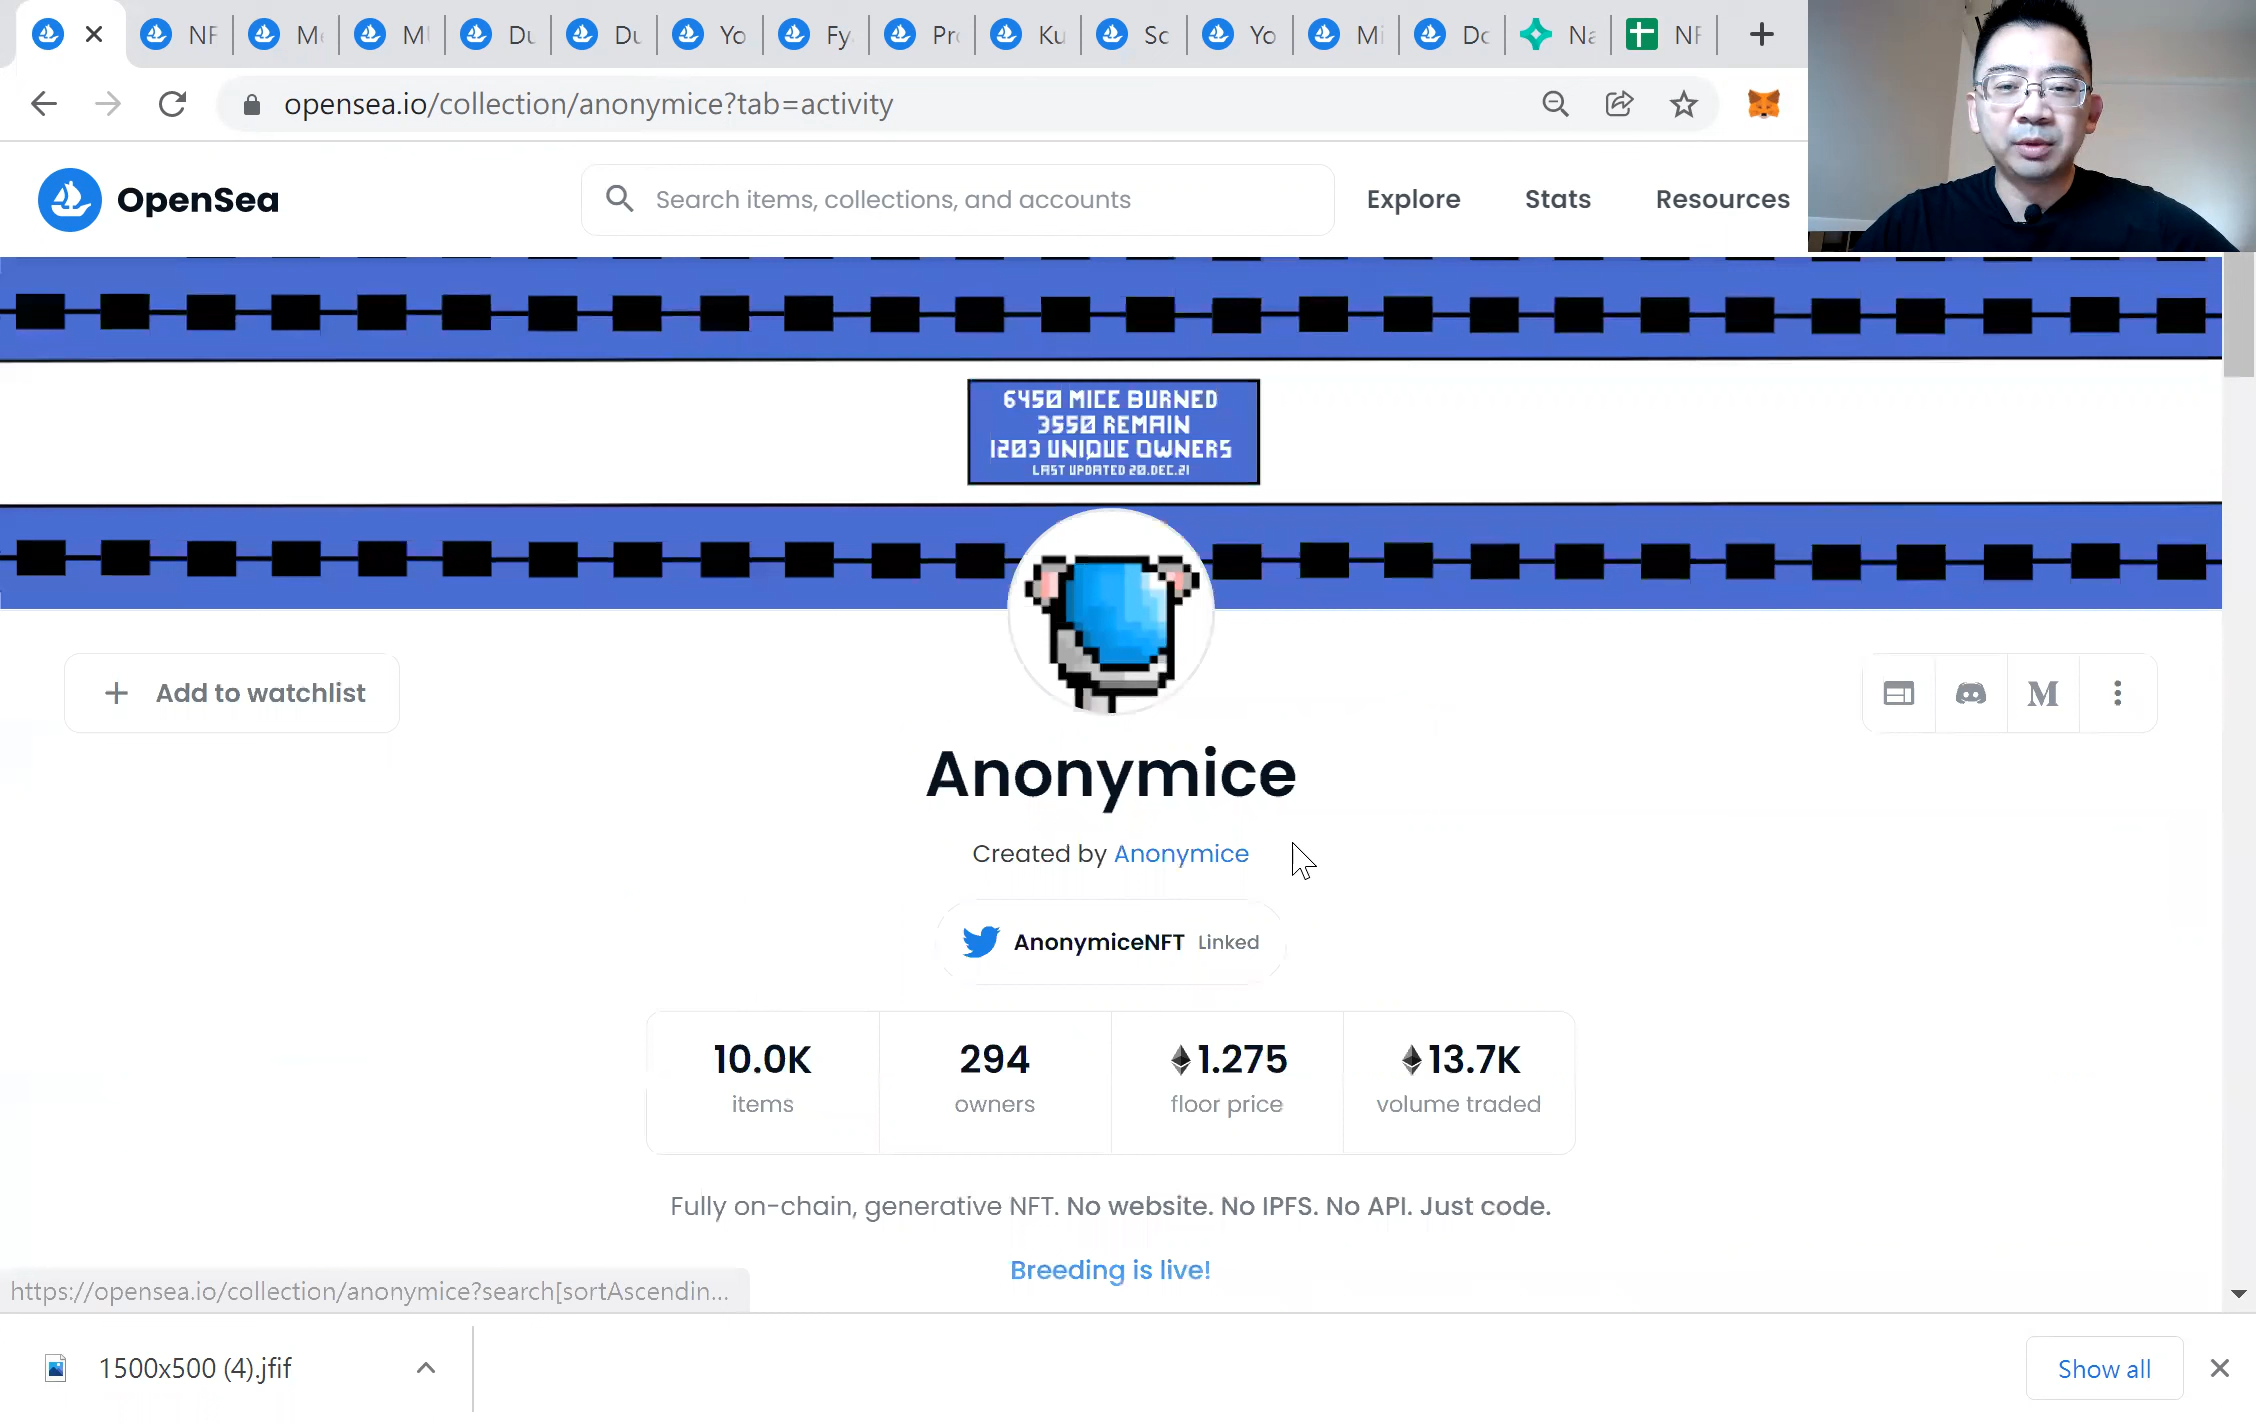 NF
Me
Mi
Du
Du
Yo
Fy
Pr
Ku
Sc
Yo
Mi
Do
Na
NF
opensea.io/collection/anonymice?tab=activity
OpenSea
Search items, collections, and accounts
Explore
Stats
Resources
6450 MICE BURNED
3550 REMAIN
1203 UNIQUE OWNERS
LAST UPDATED 20.DEC.21
Add to watchlist
Anonymice
Created by Anonymice
AnonymiceNFT Linked
10.0K
items
294
owners
1.275
floor price
13.7K
volume traded
Fully on-chain, generative NFT. No website. No IPFS. No API. Just code.
Breeding is live!
https://opensea.io/collection/anonymice?search[sortAscendin...
1500x500 (4).jfif
Show all